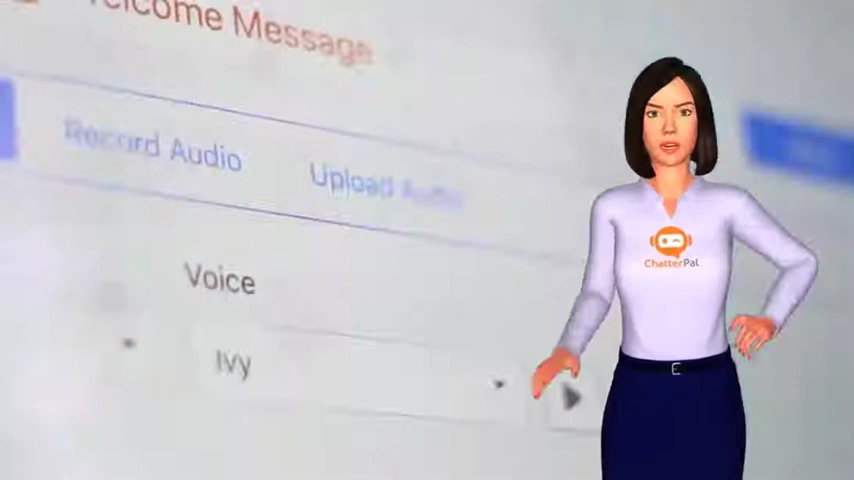 Welcome Message
Record Audio
Upload Audio
Voice
Ivy
ChatterPal